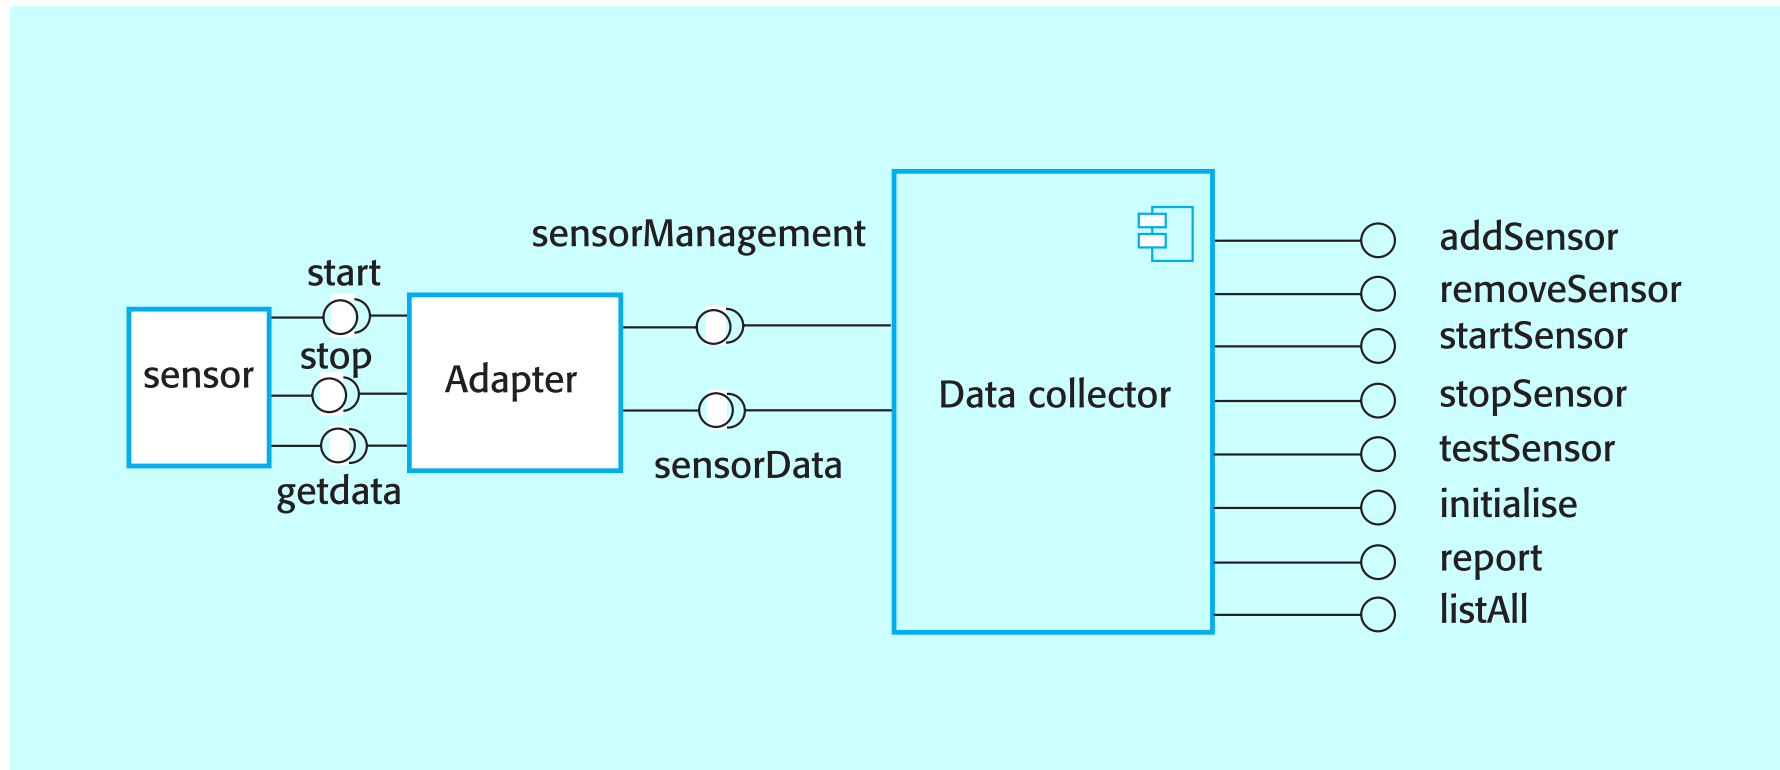 sensorManagement
start
stop
sensor
Adapter
getdata
sensorData
Data collector
addSensor
removeSensor
startSensor
stopSensor
testSensor
initialise
report
listAll